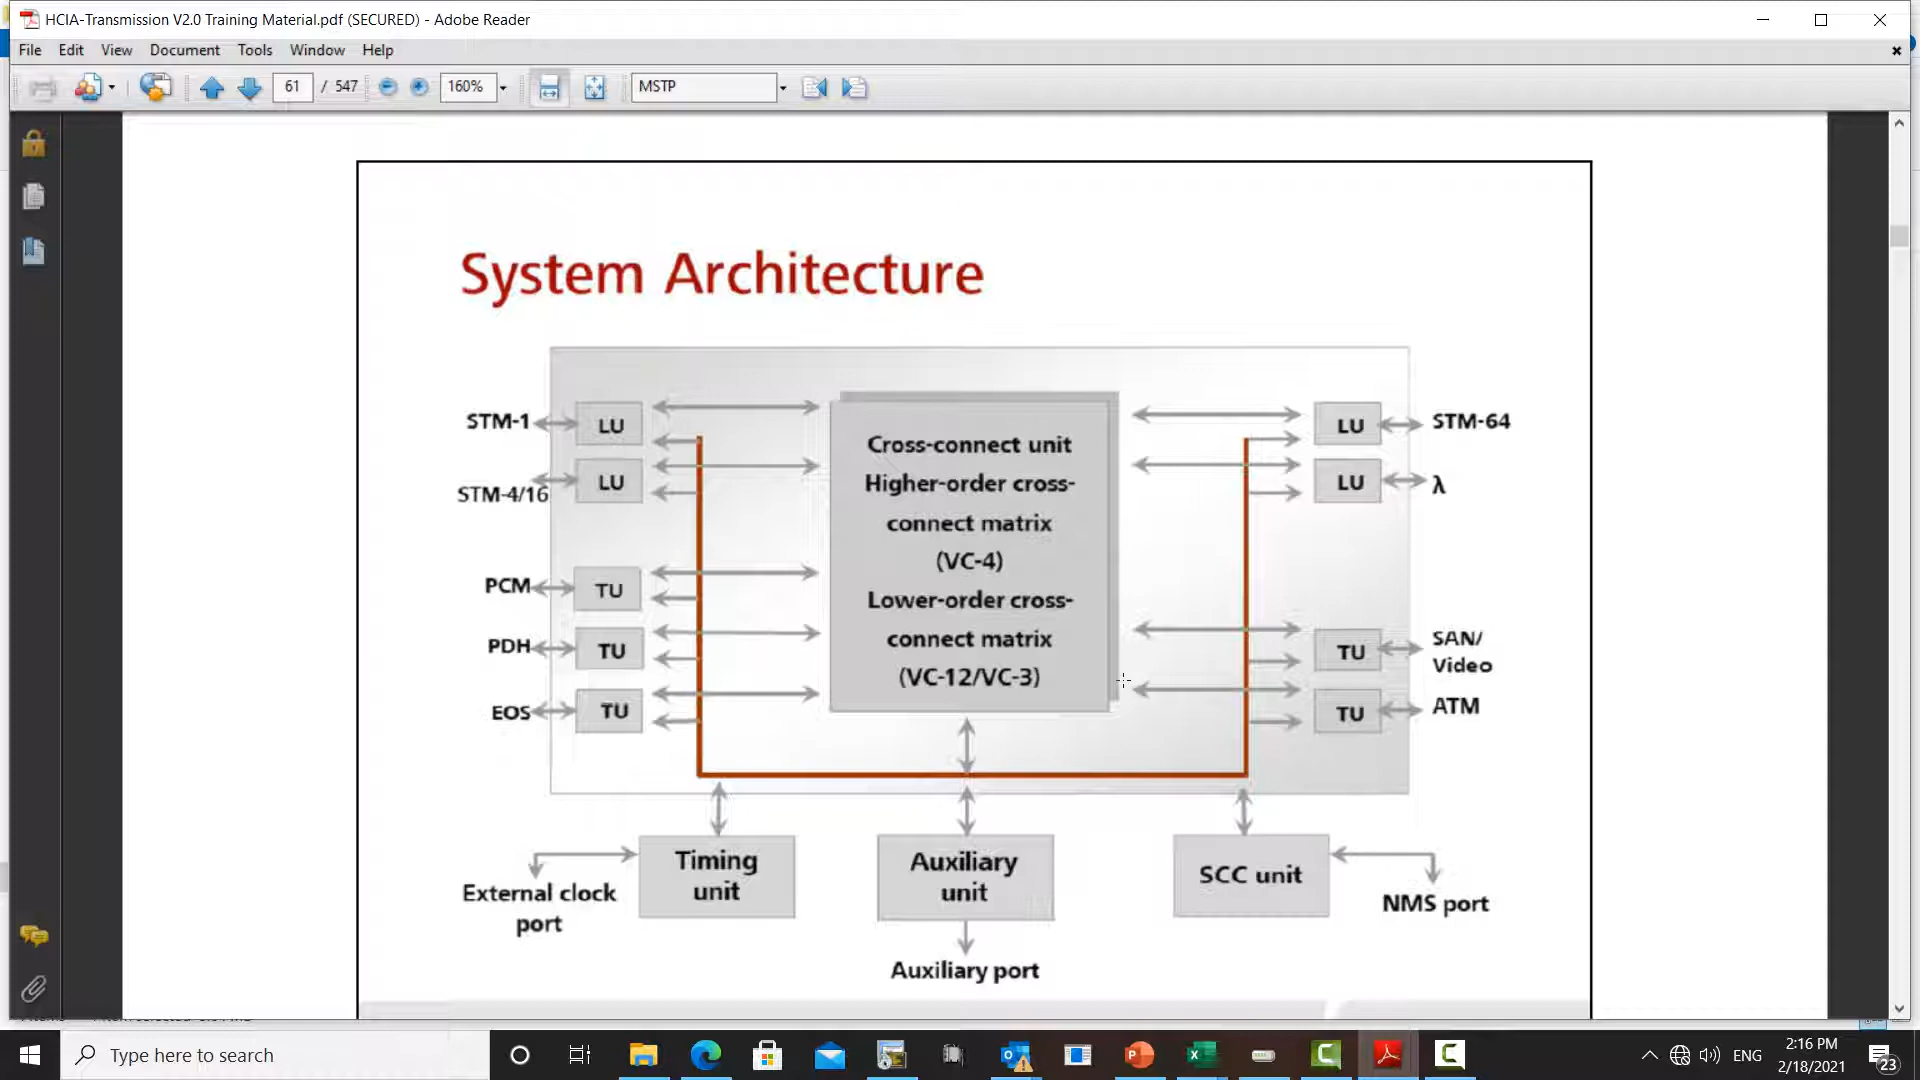 HCIA-Transmission V2.0 Training Material.pdf (SECURED) - Adobe Reader
File Edit View Document Tools Window Help
61 / 547 160% MSTP
System Architecture
STM-1 LU
STM-4/16 LU
PCM TU
PDH TU
EOS TU
Cross-connect unit
Higher-order cross-
connect matrix
(VC-4)
Lower-order cross-
connect matrix
(VC-12/VC-3)
LU STM-64
LU λ
TU SAN/
Video
TU ATM
External clock
port
Timing
unit
Auxiliary
unit
Auxiliary port
SCC unit
NMS port
Type here to search
ENG
2:16 PM
2/18/2021
23